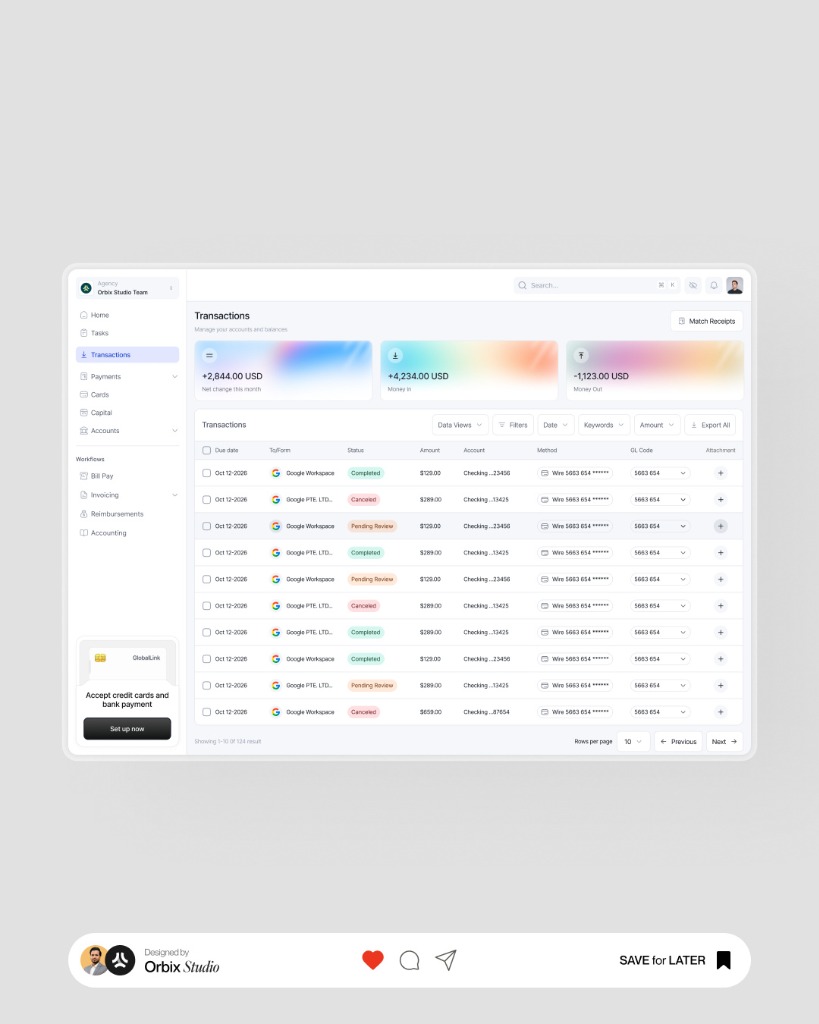 Agency
Orbix Studio Team
Home
Tasks
Transactions
Payments
Cards
Capital
Accounts
Workflows
Bill Pay
Invoicing
Reimbursements
Accounting
GlobalLink
Accept credit cards and
bank payment
Set up now
Search...
⌘ K
Transactions
Manage your accounts and balances
Match Receipts
+2,844.00 USD
Net change this month
+4,234.00 USD
Money In
-1,123.00 USD
Money Out
Transactions
Data Views
Filters
Date
Keywords
Amount
Export All
Due date To/Form Status Amount Account Method GL Code Attachment
Oct 12-2026 Google Workspace Completed $129.00 Checking ...23456 Wire 5663 654 ****** 5663 654
Oct 12-2026 Google PTE. LTD... Canceled $289.00 Checking ...13425 Wire 5663 654 ****** 5663 654
Oct 12-2026 Google Workspace Pending Review $129.00 Checking ...23456 Wire 5663 654 ****** 5663 654
Oct 12-2026 Google PTE. LTD... Completed $289.00 Checking ...13425 Wire 5663 654 ****** 5663 654
Oct 12-2026 Google Workspace Pending Review $129.00 Checking ...23456 Wire 5663 654 ****** 5663 654
Oct 12-2026 Google PTE. LTD... Canceled $289.00 Checking ...13425 Wire 5663 654 ****** 5663 654
Oct 12-2026 Google PTE. LTD... Completed $289.00 Checking ...13425 Wire 5663 654 ****** 5663 654
Oct 12-2026 Google Workspace Completed $129.00 Checking ...23456 Wire 5663 654 ****** 5663 654
Oct 12-2026 Google PTE. LTD... Pending Review $289.00 Checking ...13425 Wire 5663 654 ****** 5663 654
Oct 12-2026 Google Workspace Canceled $659.00 Checking ...87654 Wire 5663 654 ****** 5663 654
Showing 1-10 0f 124 result
Rows per page 10 Previous Next
Designed by
Orbix Studio
SAVE for LATER